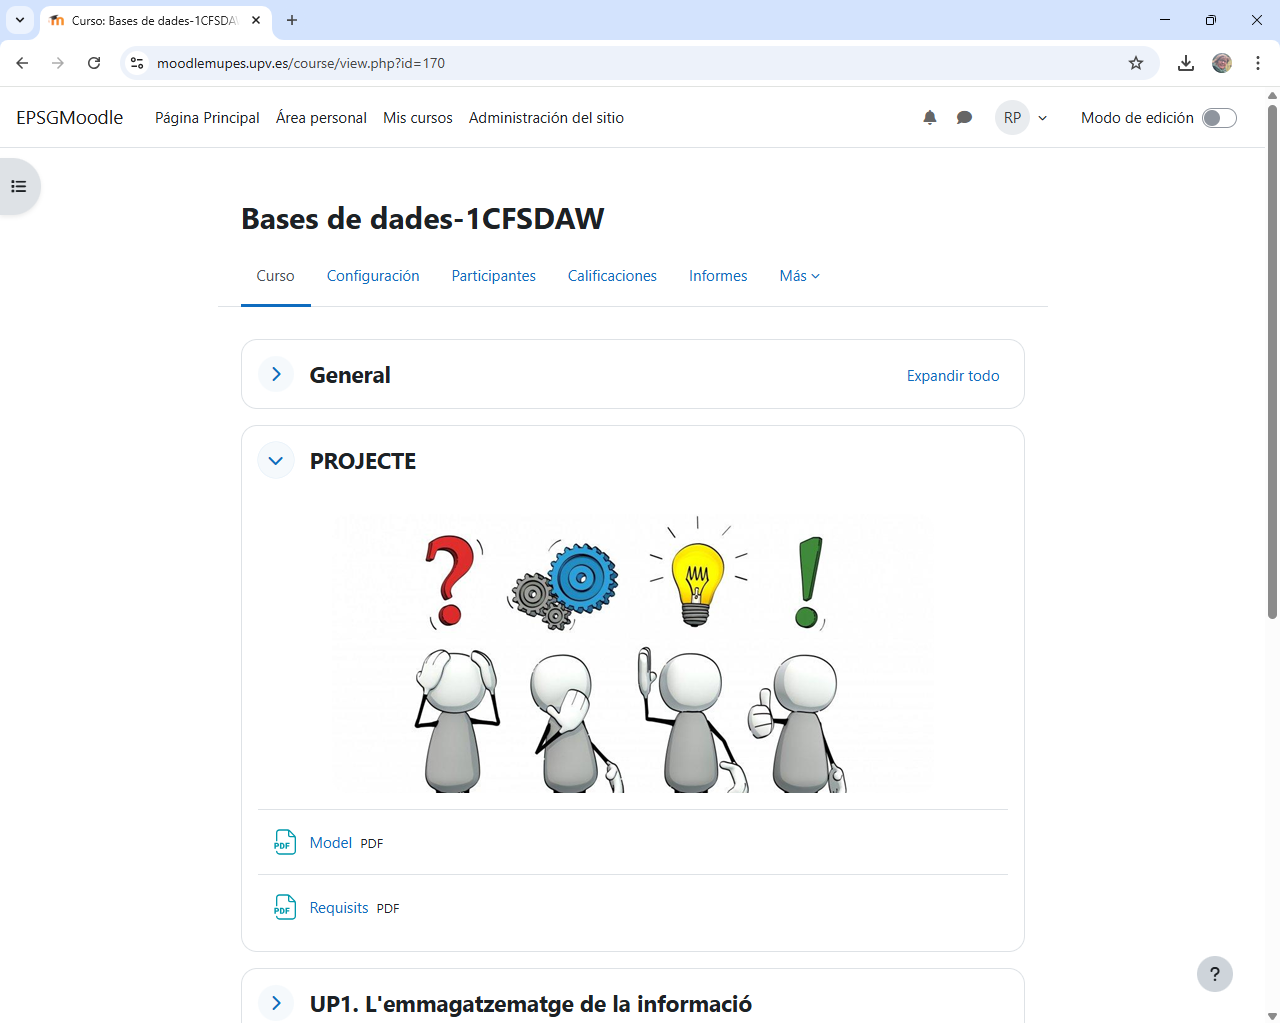 Curso: Bases de dades-1CFSDA
moodlemupes.upv.es/course/view.php?id=170
EPSGMoodle Página Principal Área personal Mis cursos Administración del sitio RP Modo de edición
Bases de dades-1CFSDAW
Curso Configuración Participantes Calificaciones Informes Más
General Expandir todo
PROJECTE
? !
PDF Model PDF
PDF Requisits PDF
?
UP1. L'emmagatzematge de la informació